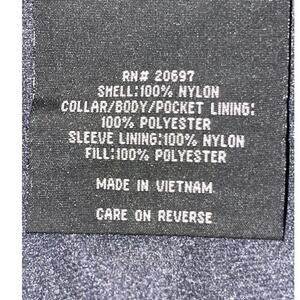 RN# 20697
SHELL:100% NYLON
COLLAR/BODY/POCKET LINING:
100% POLYESTER
SLEEVE LINING:100% NYLON
FILL:100% POLYESTER
MADE IN VIETNAM
CARE ON REVERSE